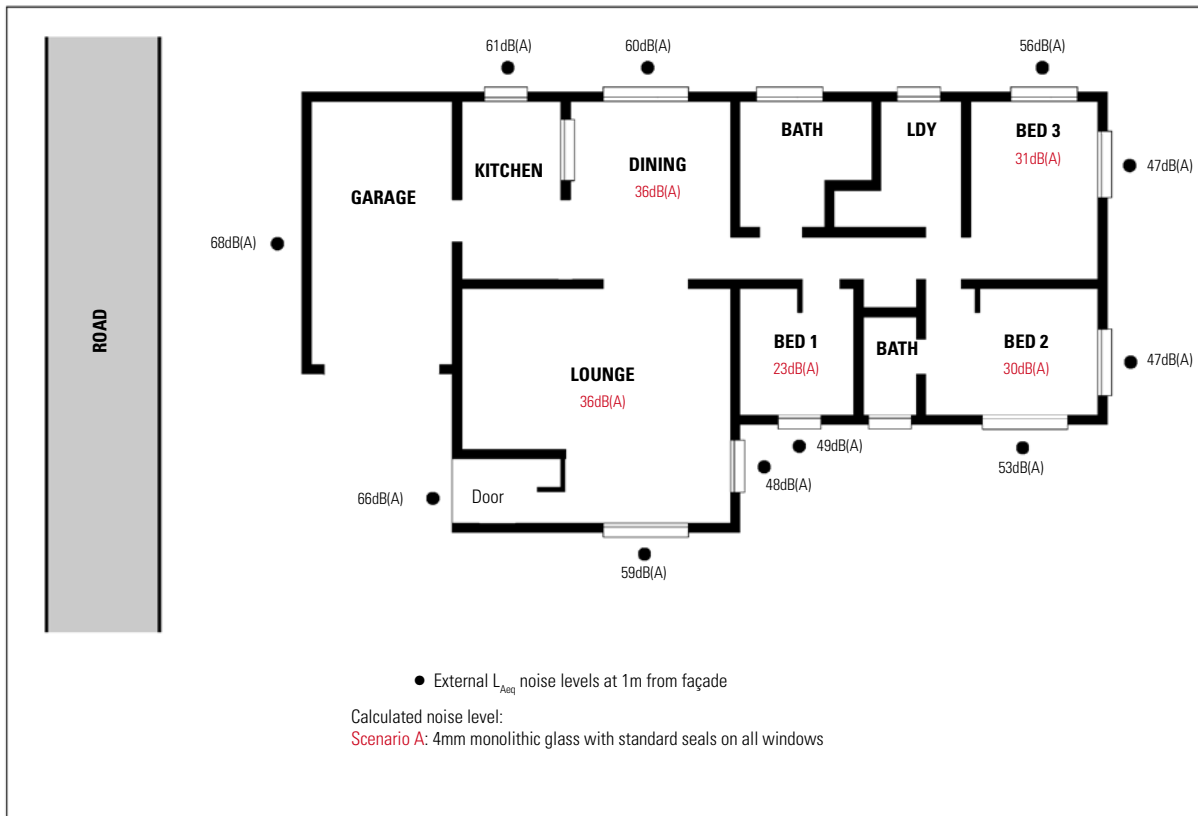 61dB(A)
60dB(A)
56dB(A)
BATH
LDY
BED 3
31dB(A)
47dB(A)
KITCHEN
DINING
36dB(A)
GARAGE
68dB(A)
ROAD
BED 1
23dB(A)
BATH
BED 2
30dB(A)
47dB(A)
LOUNGE
36dB(A)
49dB(A)
53dB(A)
48dB(A)
66dB(A)
Door
59dB(A)
● External LAeq noise levels at 1m from façade
Calculated noise level:
Scenario A: 4mm monolithic glass with standard seals on all windows